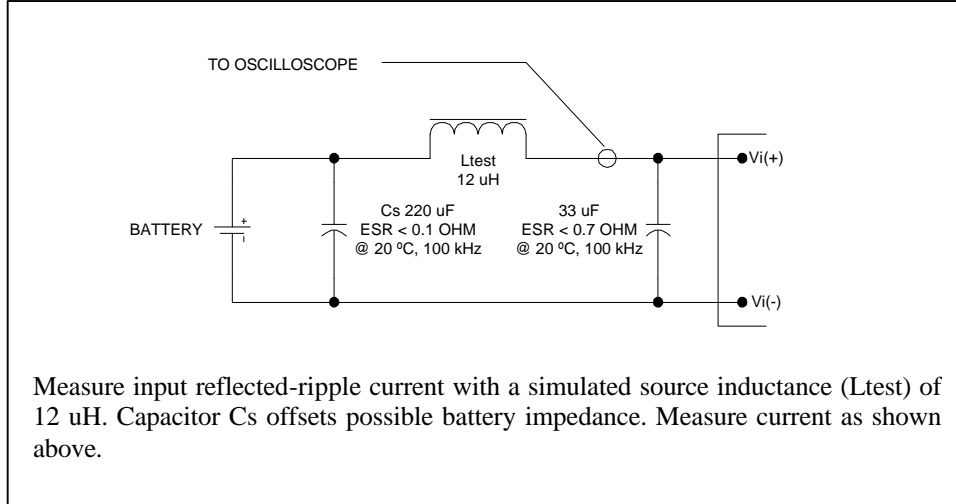 TO OSCILLOSCOPE
Ltest
12 uH
Vi(+)
Cs 220 uF
ESR < 0.1 OHM
@ 20 ºC, 100 kHz
33 uF
ESR < 0.7 OHM
@ 20 ºC, 100 kHz
BATTERY
+
Vi(-)
Measure input reflected-ripple current with a simulated source inductance (Ltest) of
12 uH. Capacitor Cs offsets possible battery impedance. Measure current as shown
above.